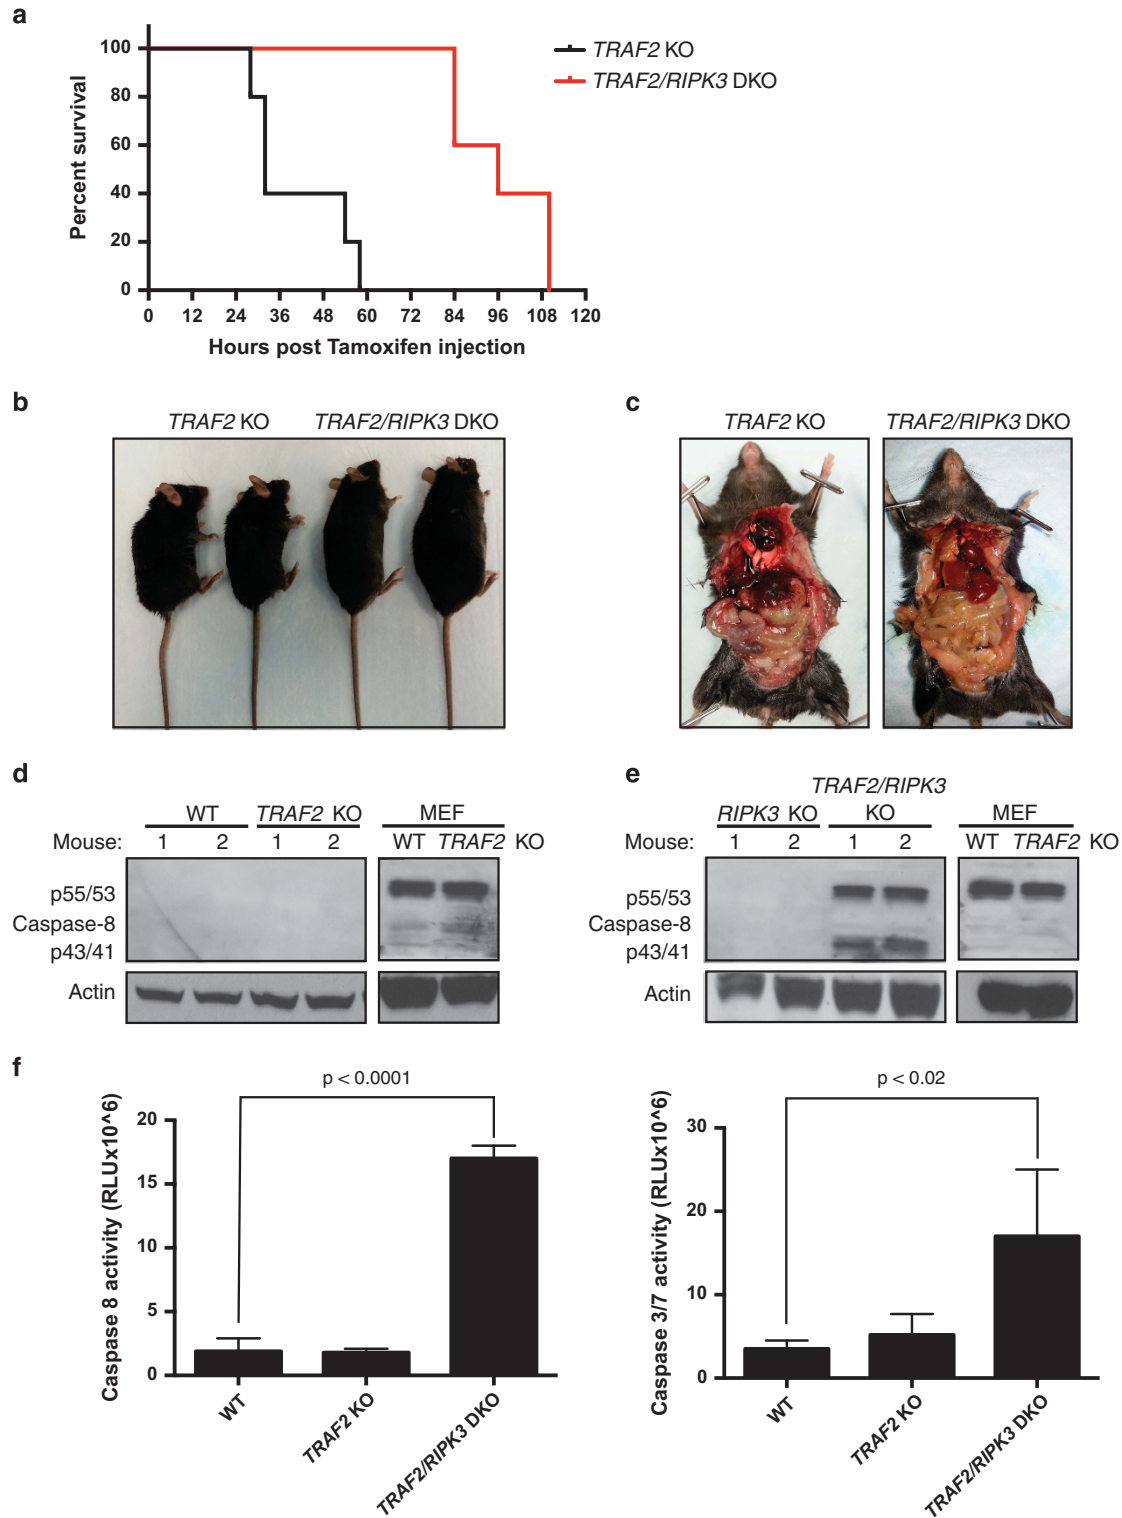 a
100
80
60
40
20
0
Percent survival
0 12 24 36 48 60 72 84 96 108 120
Hours post Tamoxifen injection
TRAF2 KO
TRAF2/RIPK3 DKO
b
TRAF2 KO TRAF2/RIPK3 DKO
c
TRAF2 KO TRAF2/RIPK3 DKO
d
WT TRAF2 KO MEF
Mouse: 1 2 1 2 WT TRAF2 KO
p55/53
Caspase-8
p43/41
Actin
e
TRAF2/RIPK3
RIPK3 KO KO MEF
Mouse: 1 2 1 2 WT TRAF2 KO
p55/53
Caspase-8
p43/41
Actin
f
p < 0.0001
Caspase 8 activity (RLUx10^6)
20
15
10
5
0
WT
TRAF2 KO
TRAF2/RIPK3 DKO
p < 0.02
Caspase 3/7 activity (RLUx10^6)
30
20
10
0
WT
TRAF2 KO
TRAF2/RIPK3 DKO